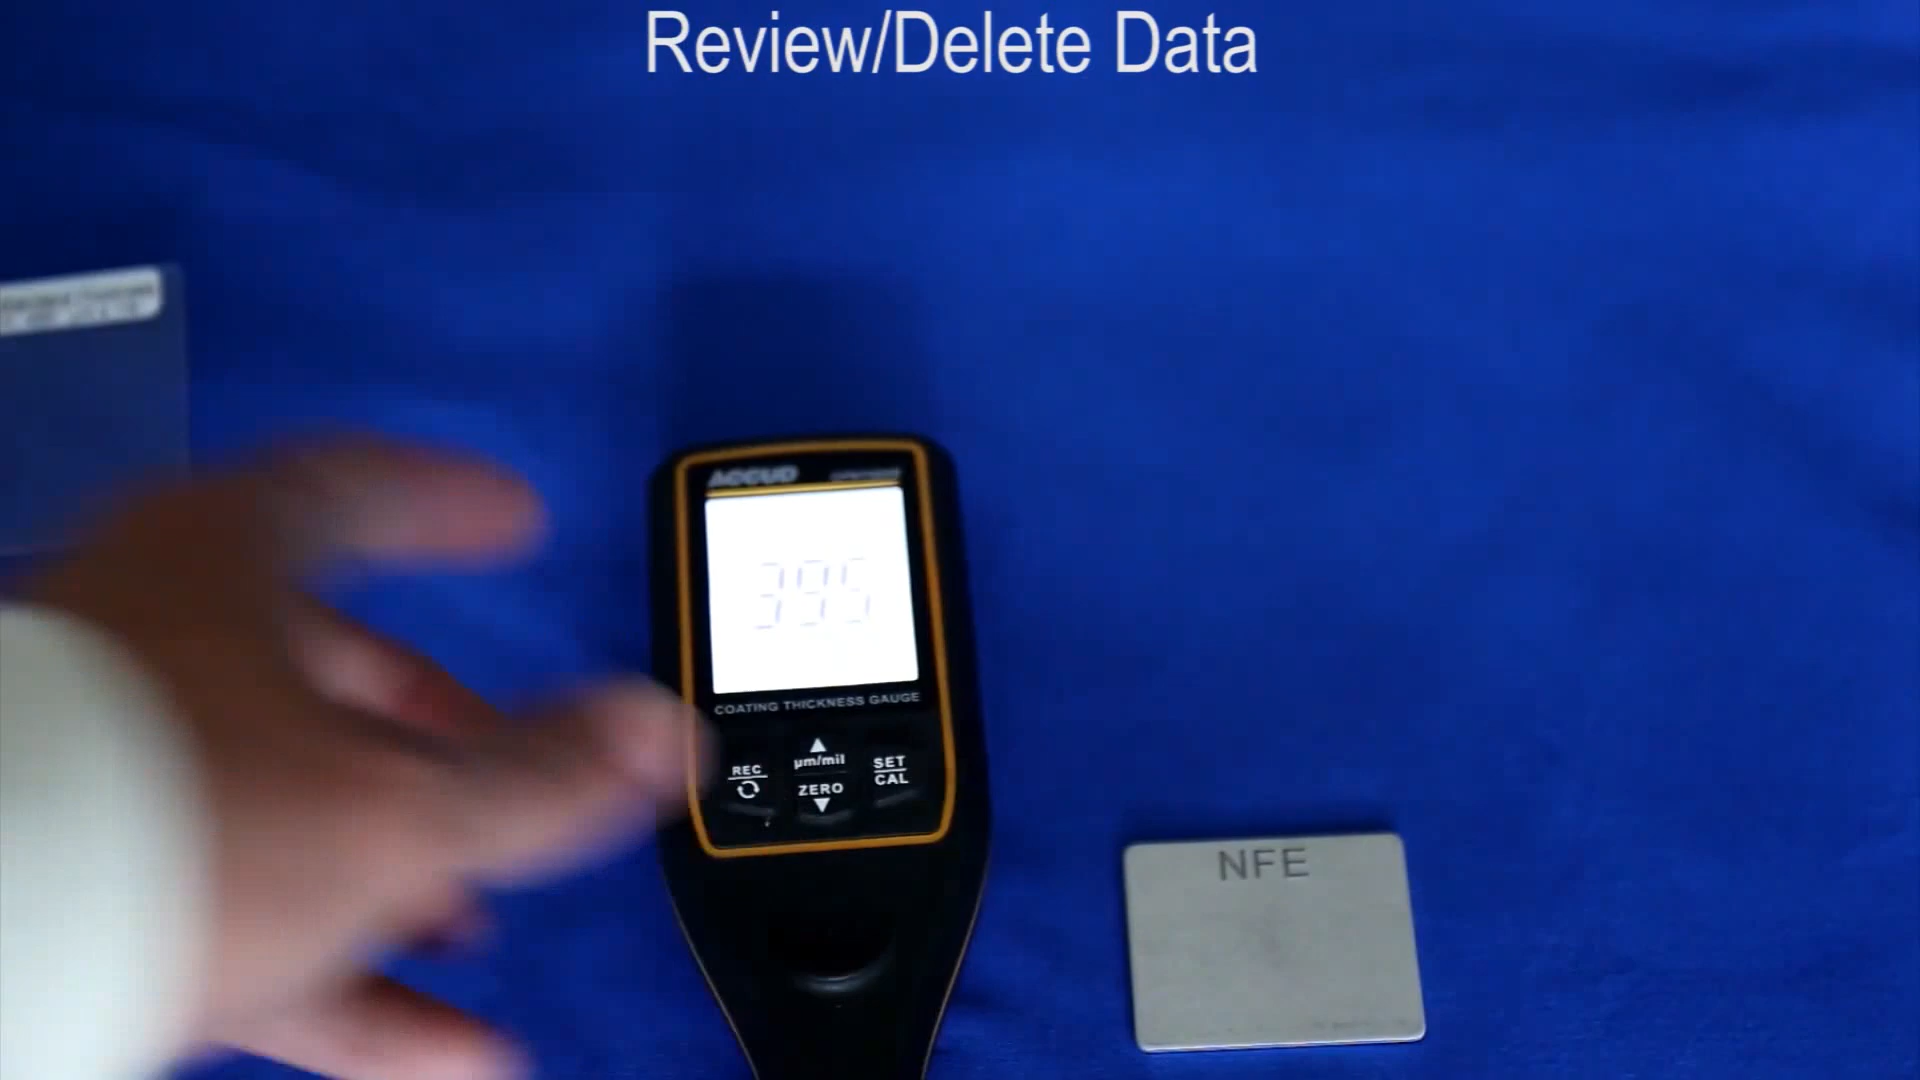 Review/Delete Data
ACCUD
395
COATING THICKNESS GAUGE
REC
µm/mil
ZERO
SET
CAL
NFE